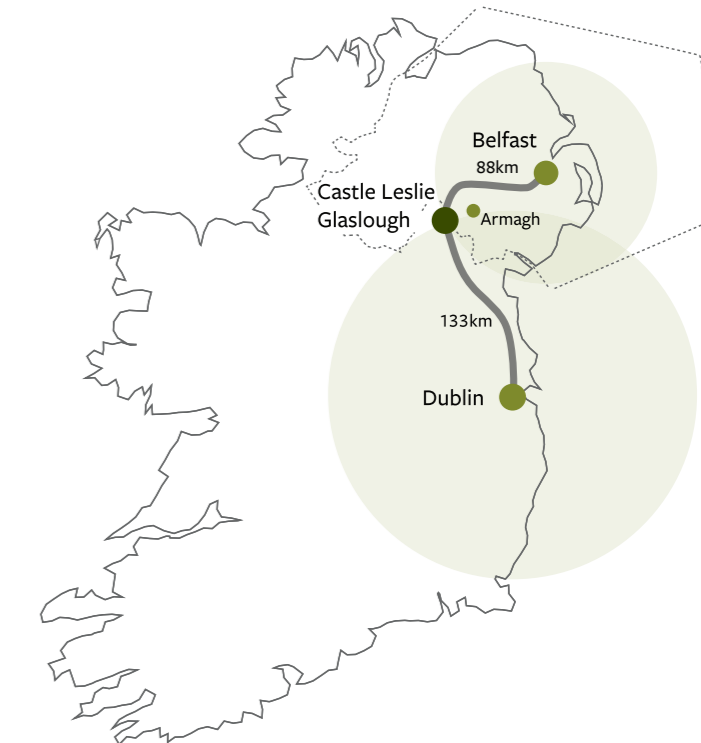 Belfast
88km
Castle Leslie
Glaslough
Armagh
133km
Dublin